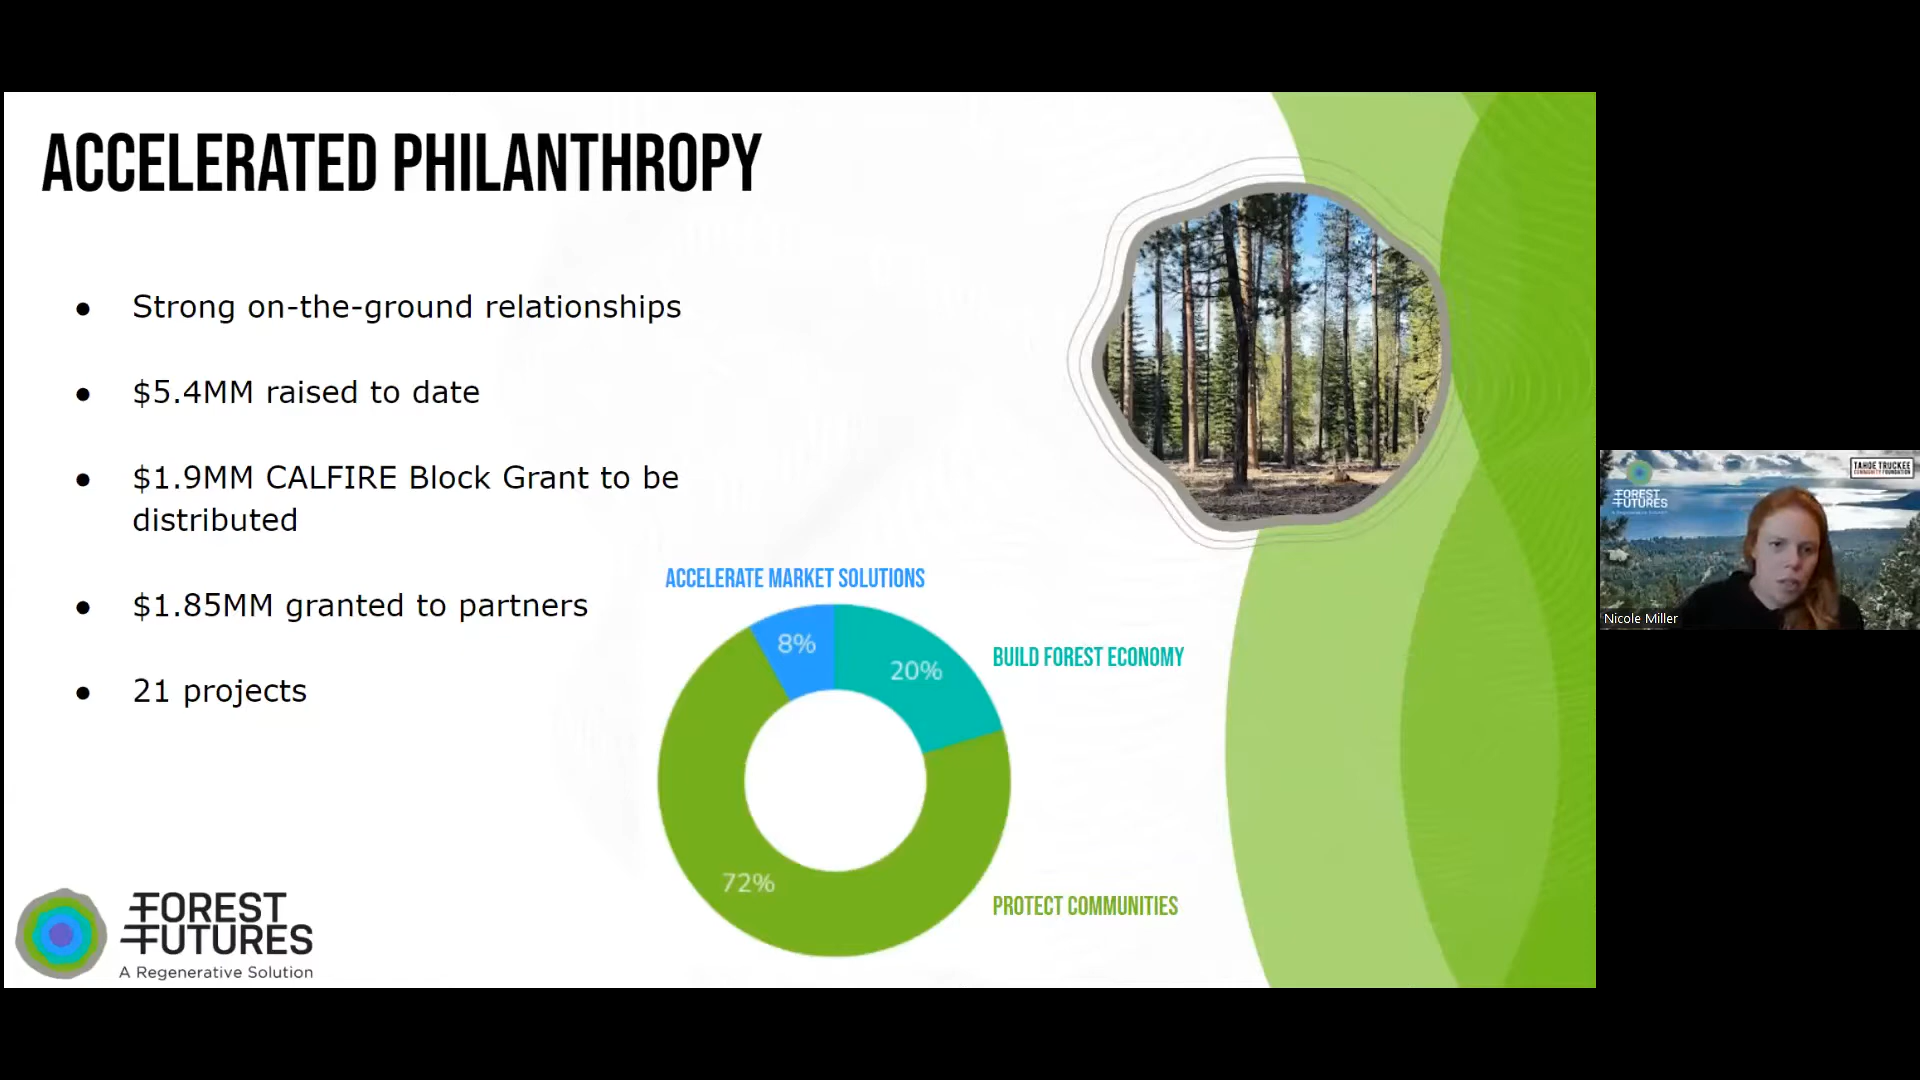 ACCELERATED PHILANTHROPY
● Strong on-the-ground relationships
● $5.4MM raised to date
● $1.9MM CALFIRE Block Grant to be
distributed
● $1.85MM granted to partners
● 21 projects
ACCELERATE MARKET SOLUTIONS
8%
20%
BUILD FOREST ECONOMY
72%
PROTECT COMMUNITIES
FOREST
FUTURES
A Regenerative Solution
FOREST
FUTURES
TAHOE TRUCKEE
COMMUNITY FOUNDATION
Nicole Miller